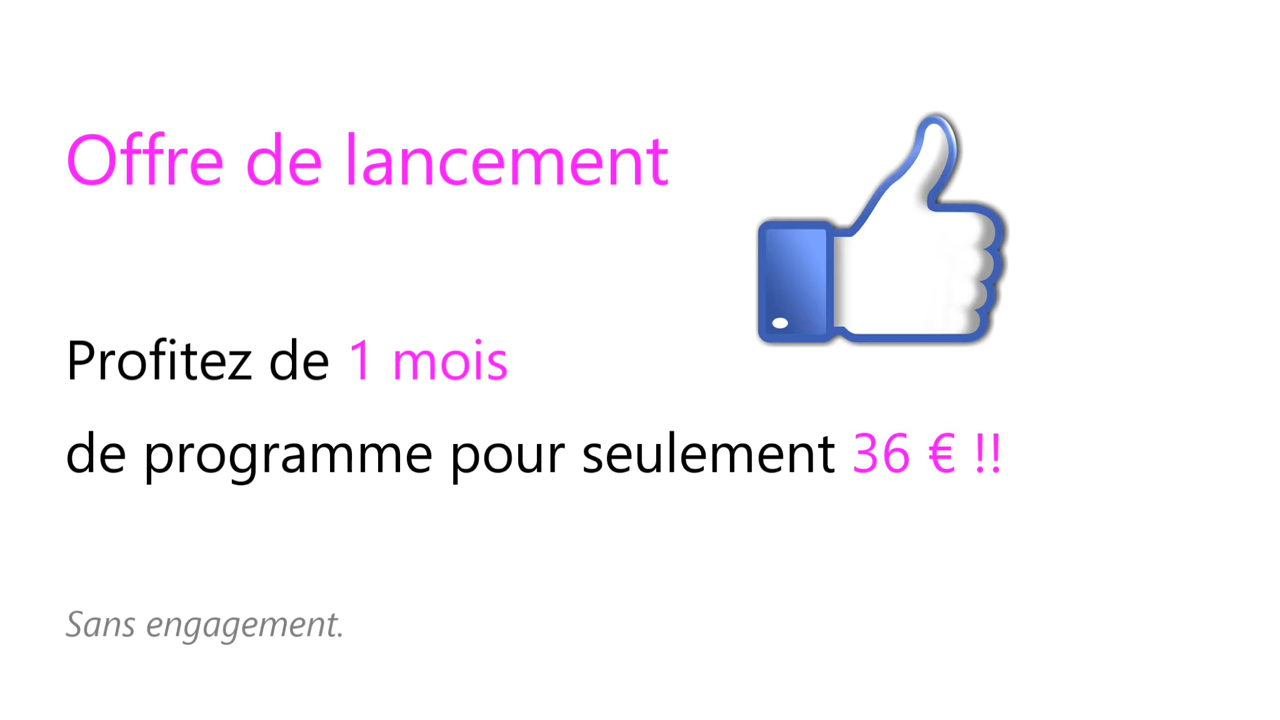 Offre de lancement
Profitez de 1 mois
de programme pour seulement 36 € !!
Sans engagement.